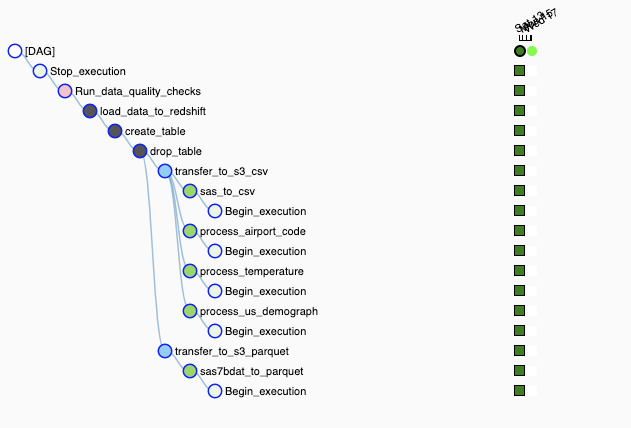 [DAG]
Stop_execution
Run_data_quality_checks
load_data_to_redshift
create_table
drop_table
transfer_to_s3_csv
sas_to_csv
Begin_execution
process_airport_code
Begin_execution
process_temperature
Begin_execution
process_us_demograph
Begin_execution
transfer_to_s3_parquet
sas7bdat_to_parquet
Begin_execution